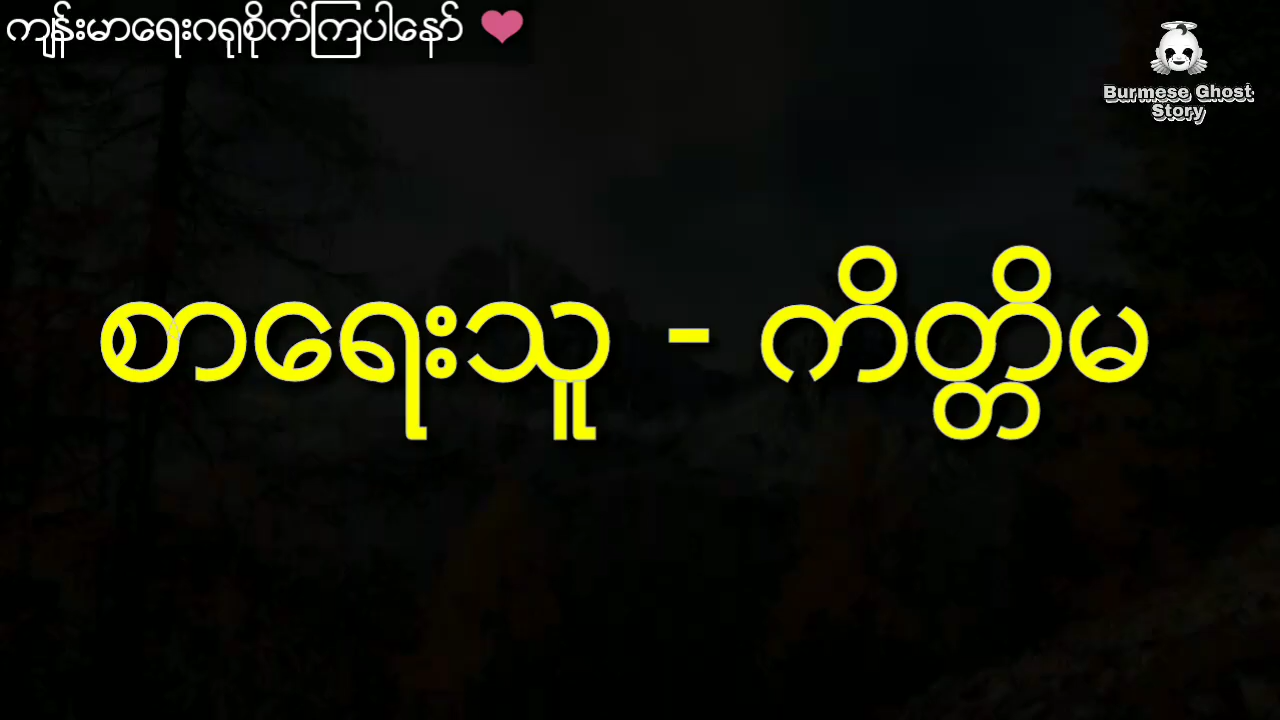 ကျန်းမာရေးဂရုစိုက်ကြပါနော် ❤
Burmese Ghost
Story
စာရေးသူ - ကိတ္တိမ